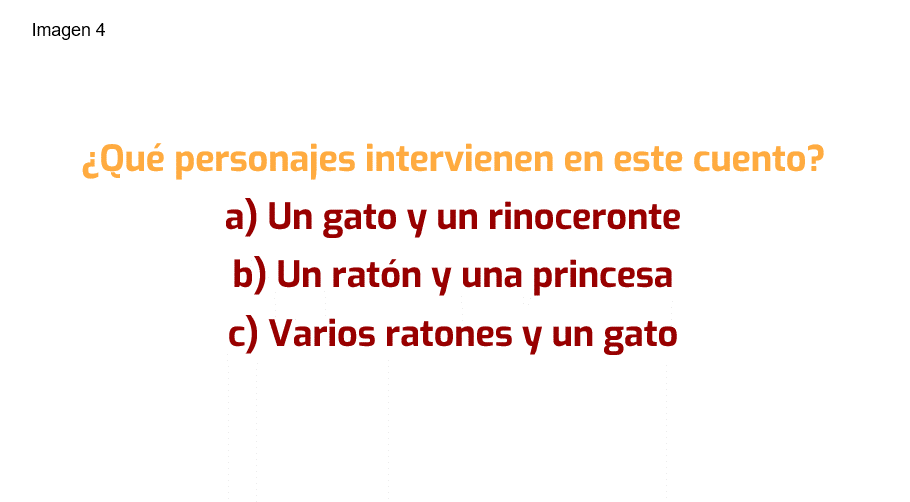 Imagen 4
¿Qué personajes intervienen en este cuento?
a) Un gato y un rinoceronte
b) Un ratón y una princesa
c) Varios ratones y un gato